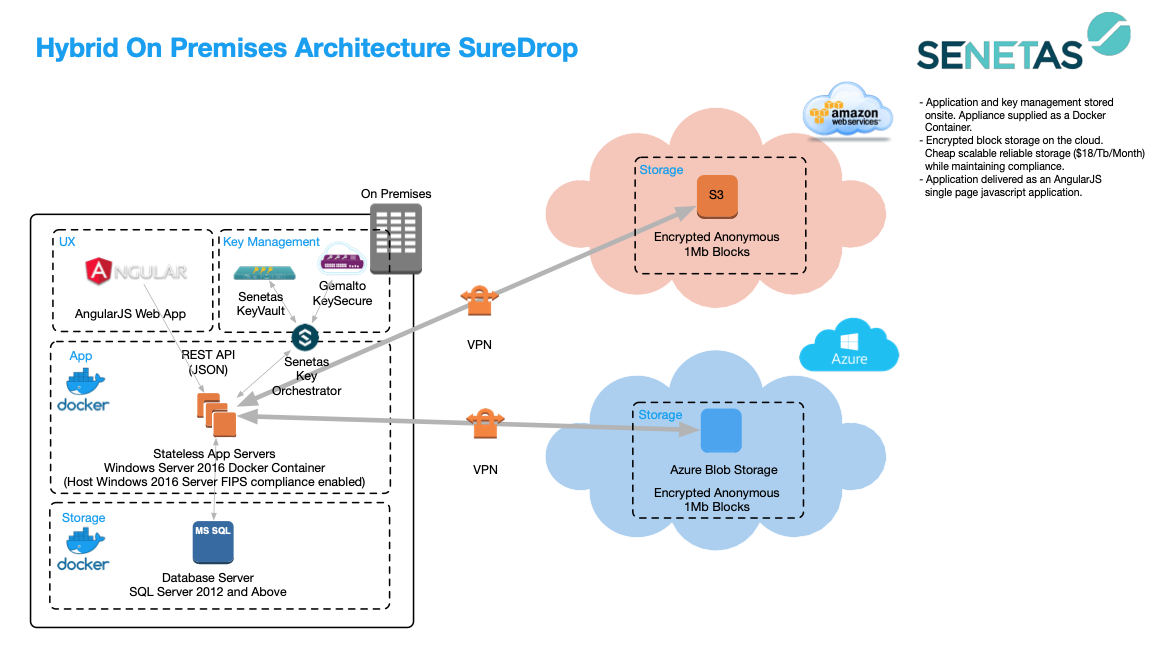 Hybrid On Premises Architecture SureDrop
SENETAS
- Application and key management stored
onsite. Appliance supplied as a Docker
Container.
- Encrypted block storage on the cloud.
Cheap scalable reliable storage ($18/Tb/Month)
while maintaining compliance.
- Application delivered as an AngularJS
single page javascript application.
amazon
web services™
Storage
S3
Encrypted Anonymous
1Mb Blocks
On Premises
UX
ANGULAR
AngularJS Web App
Key Management
Senetas
KeyVault
Gemalto
KeySecure
VPN
App
docker
REST API
(JSON)
Senetas
Key
Orchestrator
Stateless App Servers
Windows Server 2016 Docker Container
(Host Windows 2016 Server FIPS compliance enabled)
VPN
Azure
Storage
Azure Blob Storage
Encrypted Anonymous
1Mb Blocks
Storage
docker
MS SQL
Database Server
SQL Server 2012 and Above